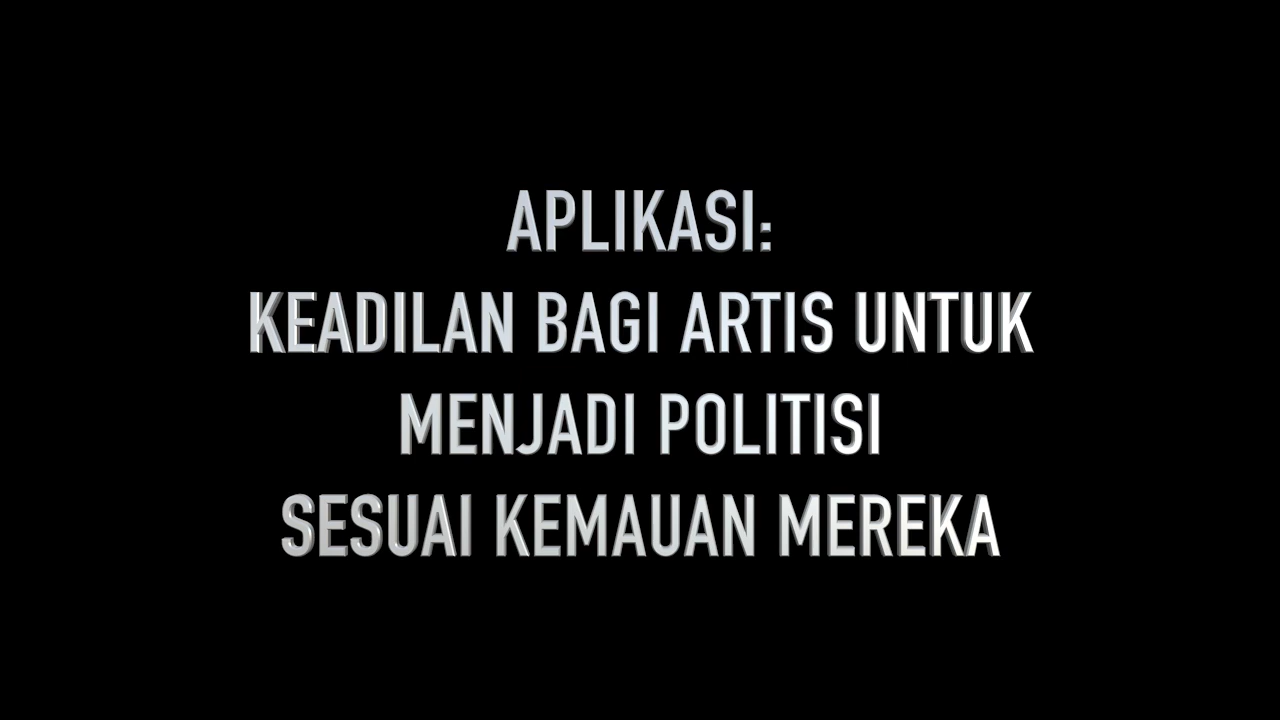 APLIKASI:
KEADILAN BAGI ARTIS UNTUK
MENJADI POLITISI
SESUAI KEMAUAN MEREKA